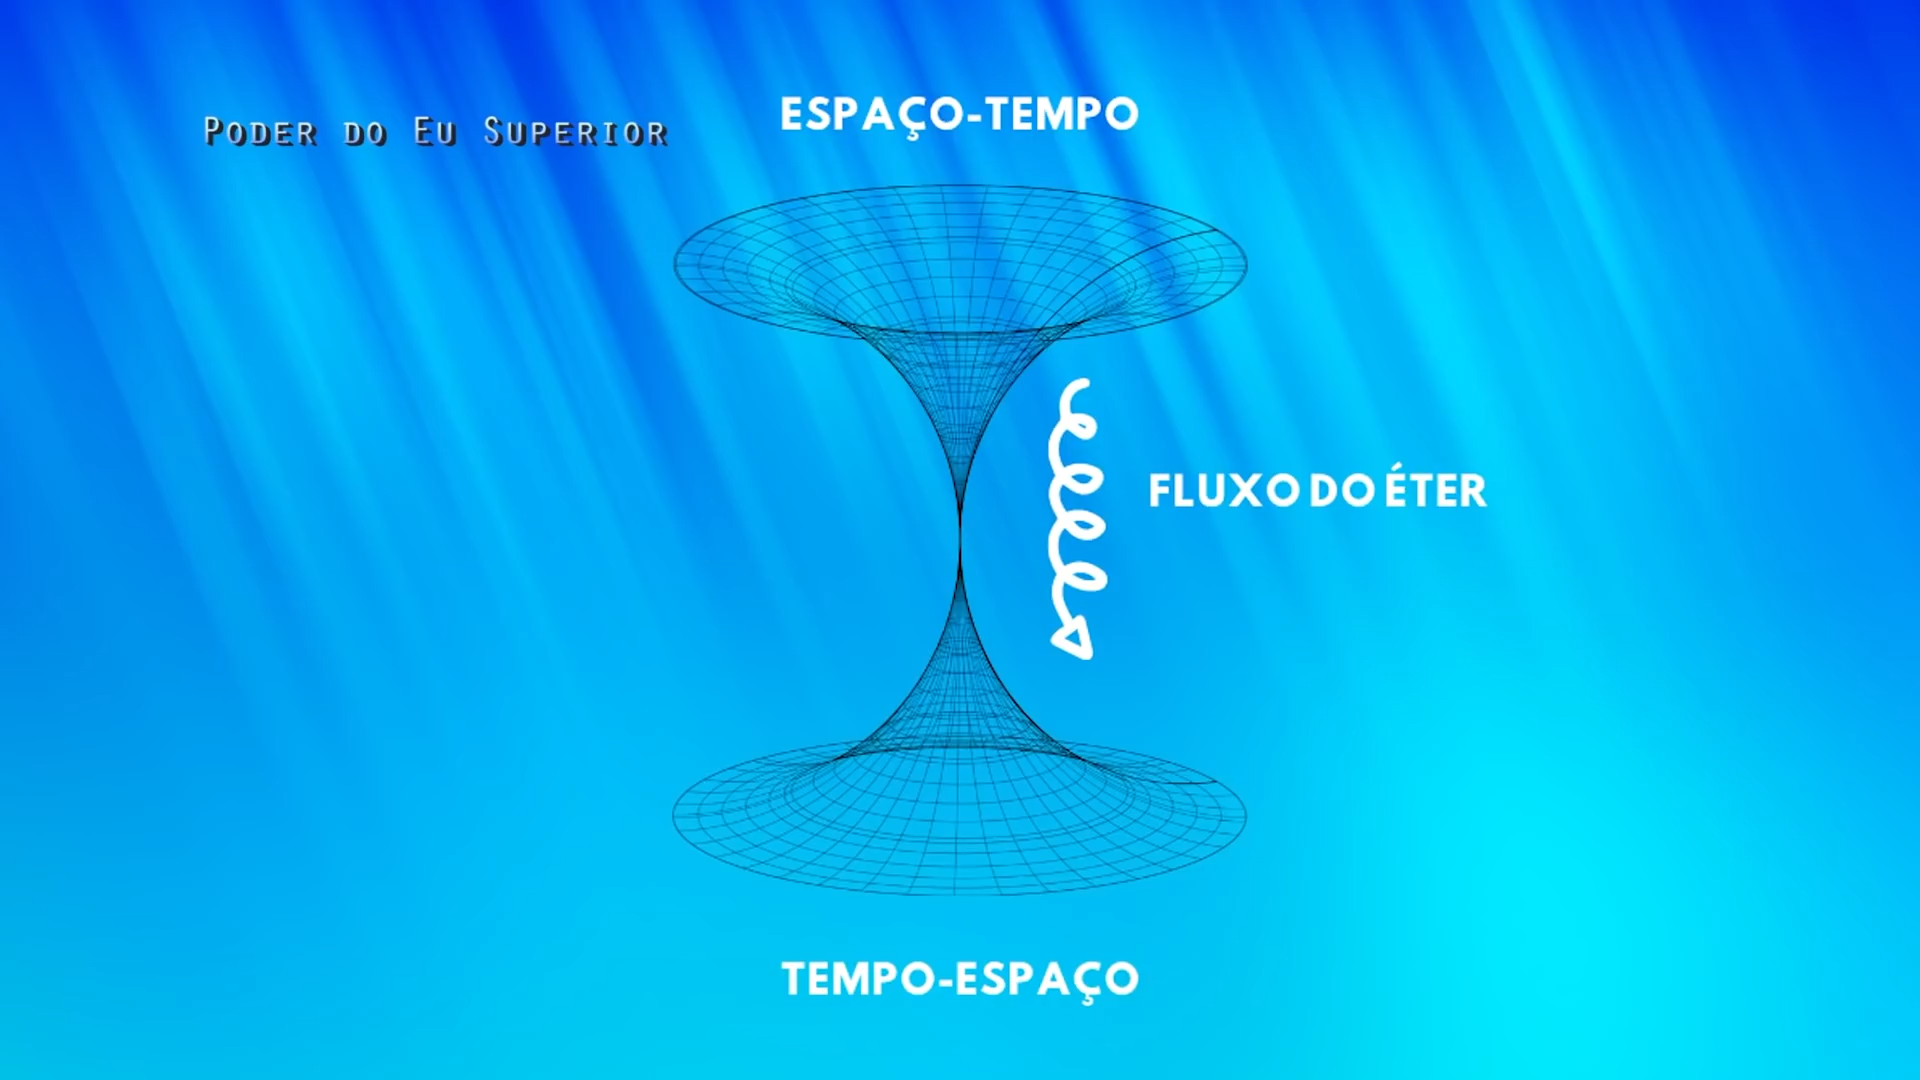 Poder do Eu Superior
ESPAÇO-TEMPO
FLUXO DO ÉTER
TEMPO-ESPAÇO